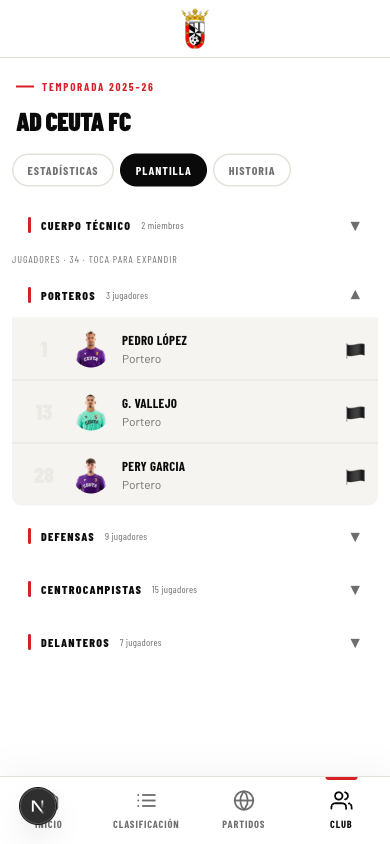 TEMPORADA 2025-26
AD CEUTA FC
ESTADÍSTICAS PLANTILLA HISTORIA
CUERPO TÉCNICO 2 miembros ▼
JUGADORES · 34 · TOCA PARA EXPANDIR
PORTEROS 3 jugadores ▲
1 PEDRO LÓPEZ
Portero
13 G. VALLEJO
Portero
28 PERY GARCIA
Portero
DEFENSAS 9 jugadores ▼
CENTROCAMPISTAS 15 jugadores ▼
DELANTEROS 7 jugadores ▼
N
INICIO CLASIFICACIÓN PARTIDOS CLUB